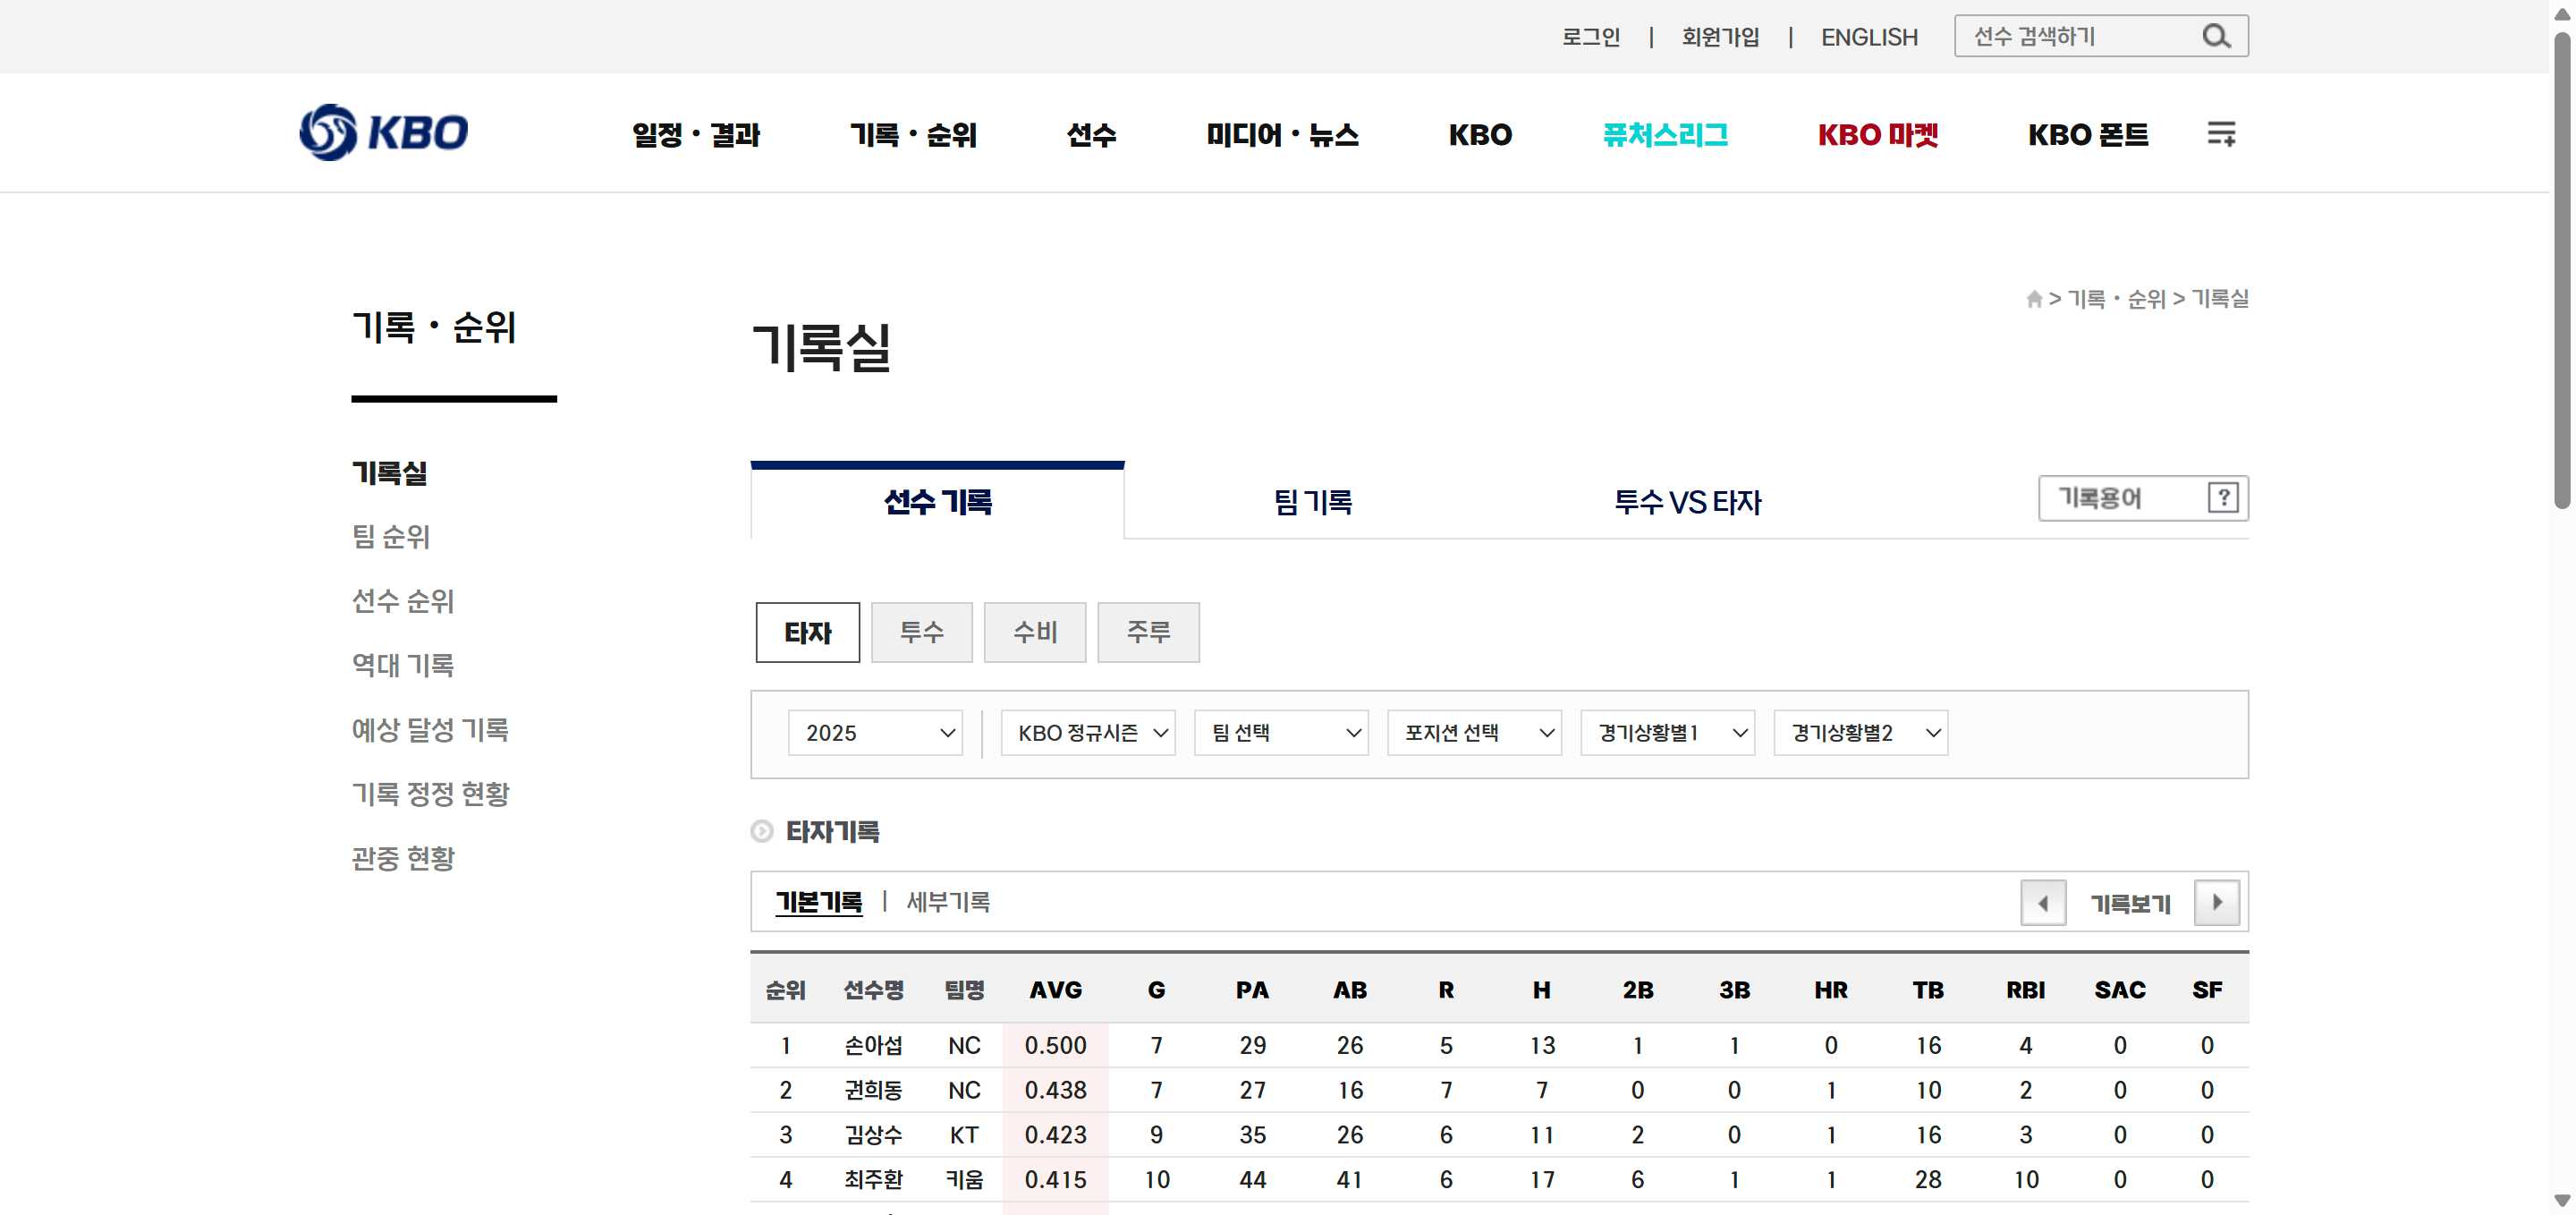 로그인 | 회원가입 | ENGLISH 선수 검색하기
KBO 일정・결과 기록・순위 선수 미디어・뉴스 KBO 퓨처스리그 KBO 마켓 KBO 폰트
> 기록・순위 > 기록실
기록・순위
기록실
팀 순위
선수 순위
역대 기록
예상 달성 기록
기록 정정 현황
관중 현황
기록실
선수 기록 팀 기록 투수 VS 타자 기록용어 ?
타자 투수 수비 주루
2025 KBO 정규시즌 팀 선택 포지션 선택 경기상황별1 경기상황별2
타자기록
기본기록 | 세부기록 기록보기
순위 선수명 팀명 AVG G PA AB R H 2B 3B HR TB RBI SAC SF
1 손아섭 NC 0.500 7 29 26 5 13 1 1 0 16 4 0 0
2 권희동 NC 0.438 7 27 16 7 7 0 0 1 10 2 0 0
3 김상수 KT 0.423 9 35 26 6 11 2 0 1 16 3 0 0
4 최주환 키움 0.415 10 44 41 6 17 6 1 1 28 10 0 0